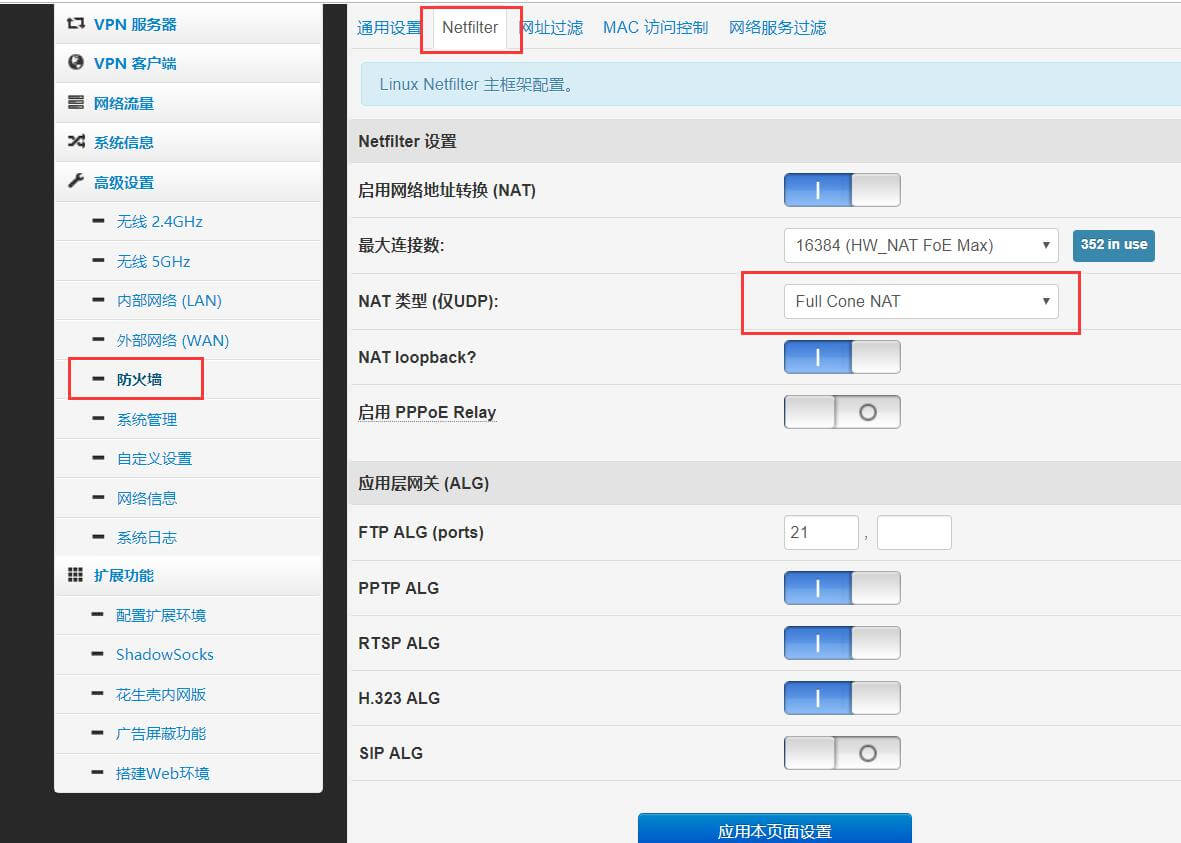 VPN 服务器
VPN 客户端
网络流量
系统信息
高级设置
无线 2.4GHz
无线 5GHz
内部网络 (LAN)
外部网络 (WAN)
防火墙
系统管理
自定义设置
网络信息
系统日志
扩展功能
配置扩展环境
ShadowSocks
花生壳内网版
广告屏蔽功能
搭建Web环境
通用设置 Netfilter 网址过滤 MAC 访问控制 网络服务过滤
Linux Netfilter 主框架配置。
Netfilter 设置
启用网络地址转换 (NAT)
最大连接数: 16384 (HW_NAT FoE Max) 352 in use
NAT 类型 (仅UDP): Full Cone NAT
NAT loopback?
启用 PPPoE Relay
应用层网关 (ALG)
FTP ALG (ports) 21 ,
PPTP ALG
RTSP ALG
H.323 ALG
SIP ALG
应用本页面设置